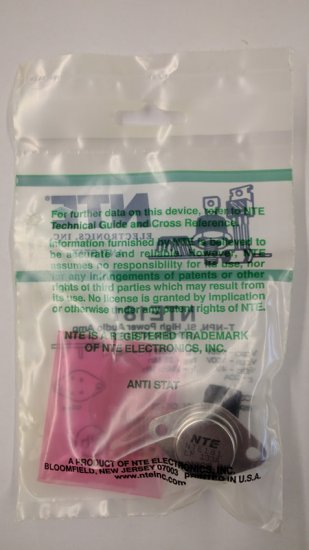 NTE
ELECTRONICS, INC.
For further data on this device, refer to NTE
Technical Guide and Cross Reference.
Information furnished by NTE is believed to
be accurate and reliable. However, NTE
assumes no responsibility for its use, nor
for any infringements of patents or other
rights of third parties which may result from
its use. No license is granted by implication
or otherwise under any patent rights of NTE.
T-NPN, SI, High Power Audio Amp
NTE IS A REGISTERED TRADEMARK
OF NTE ELECTRONICS, INC.
ANTI STAT
NTE
A PRODUCT OF NTE ELECTRONICS, INC.
BLOOMFIELD, NEW JERSEY 07003
www.nteinc.com
PRINTED IN U.S.A.